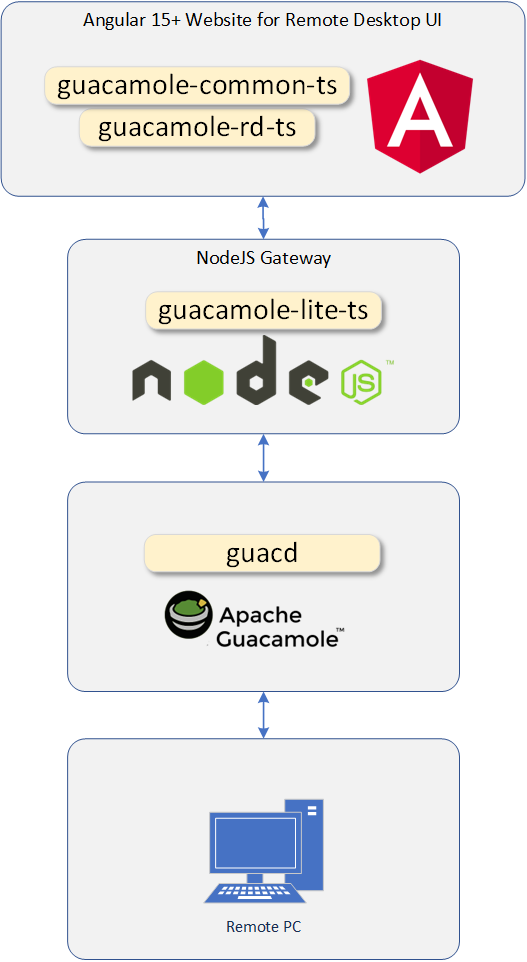 Angular 15+ Website for Remote Desktop UI
guacamole-common-ts
guacamole-rd-ts
A
NodeJS Gateway
guacamole-lite-ts
node JS™
guacd
Apache
Guacamole™
Remote PC